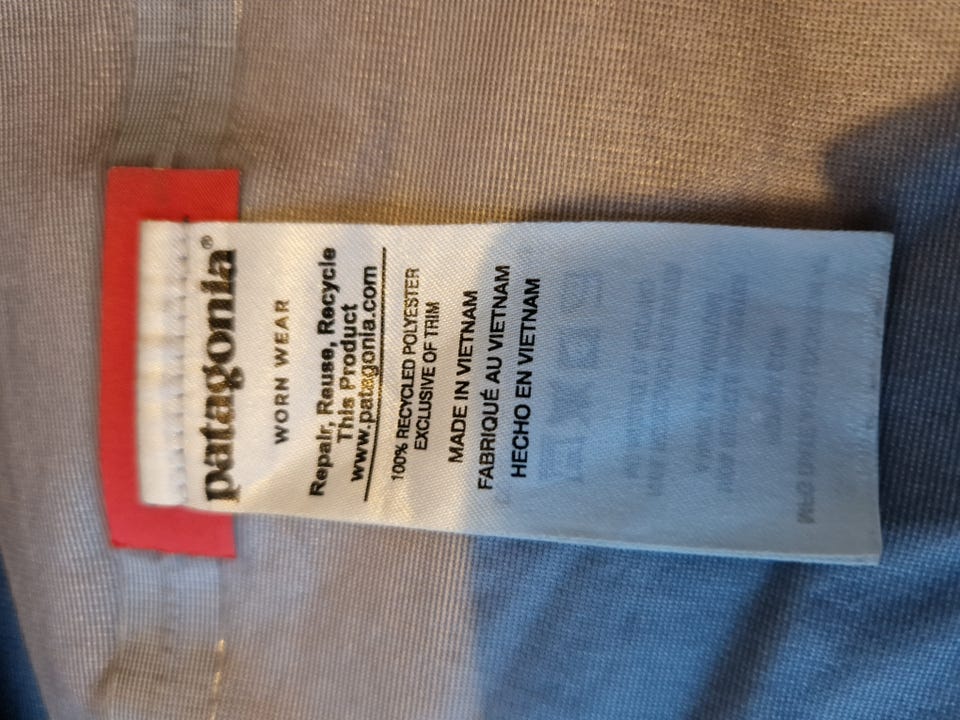 patagonia®
WORN WEAR
Repair, Reuse, Recycle
This Product
www.patagonia.com
100% RECYCLED POLYESTER
EXCLUSIVE OF TRIM
MADE IN VIETNAM
FABRIQUÉ AU VIETNAM
HECHO EN VIETNAM